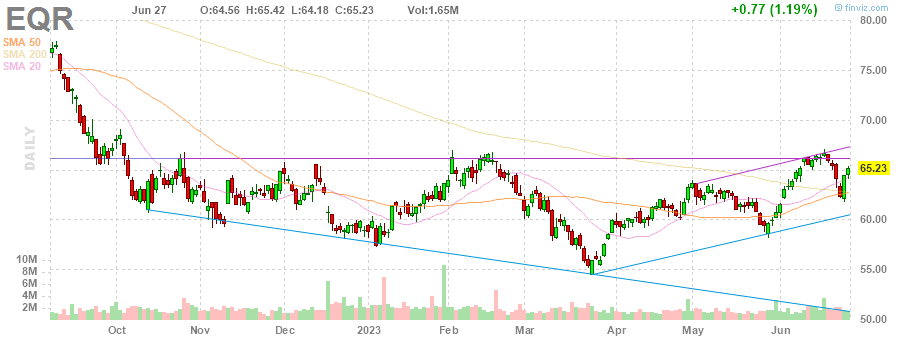 EQR
Jun 27 O:64.56 H:65.42 L:64.18 C:65.23 Vol:1.65M +0.77 (1.19%)
© finviz.com
SMA 50
SMA 200
SMA 20
DAILY
80.00
75.00
70.00
65.23
60.00
55.00
50.00
10M
8M
6M
4M
2M
Oct Nov Dec 2023 Feb Mar Apr May Jun